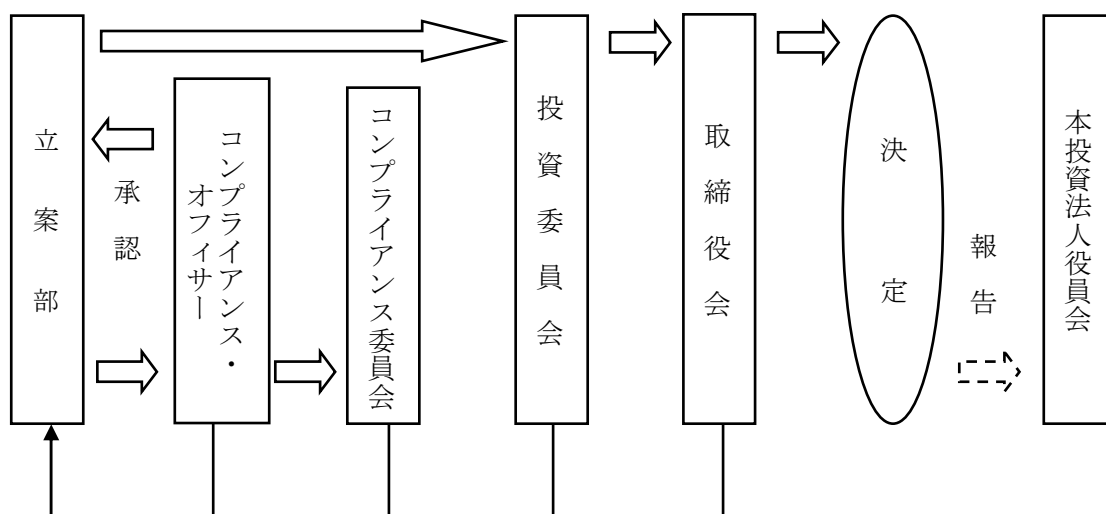 立案部
承認
コンプライアンス・
オフィサー
コンプライアンス委員会
投資委員会
取締役会
決定
報告
本投資法人役員会